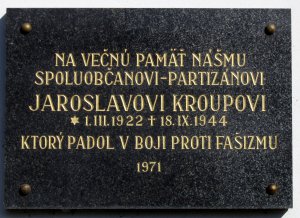 NA VEČNÚ PAMÄŤ NÁŠMU
SPOLUOBČANOVI-PARTIZÁNOVI
JAROSLAVOVI KROUPOVI
* 1.III.1922 † 18.IX.1944
KTORÝ PADOL V BOJI PROTI FAŠIZMU
1971